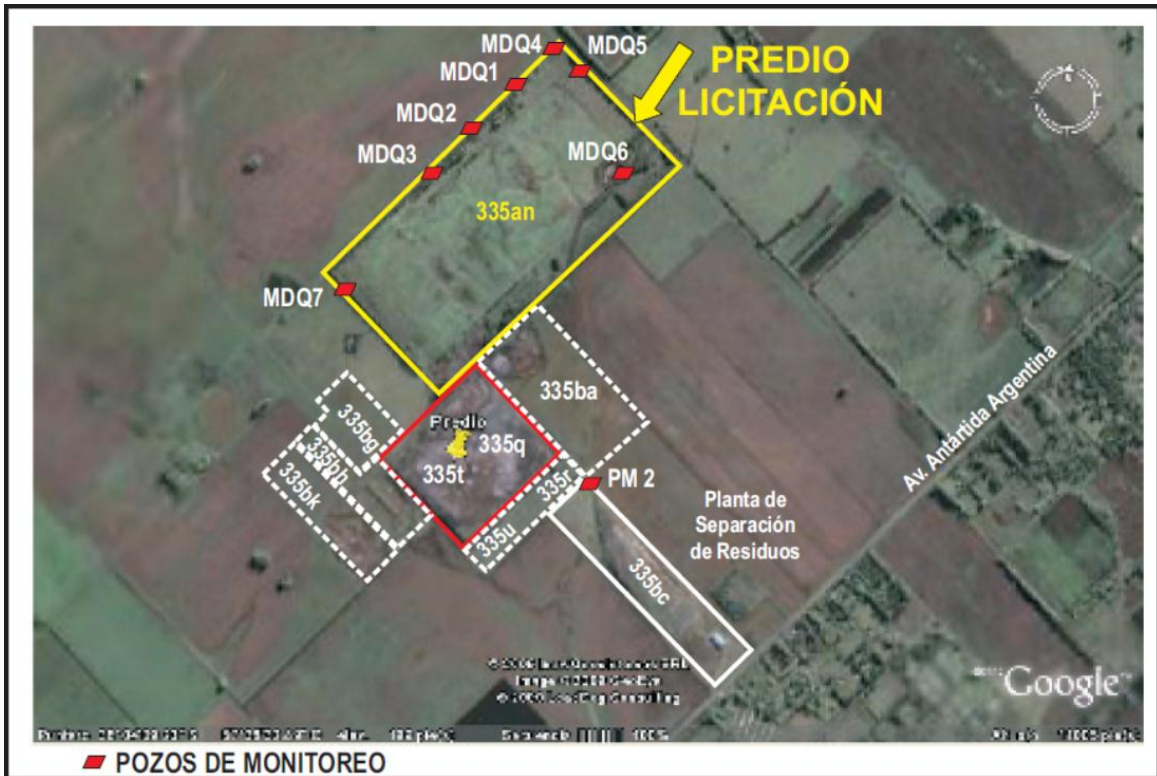 MDQ4
MDQ5
MDQ1
PREDIO
LICITACIÓN
MDQ2
MDQ3
MDQ6
335an
MDQ7
335ba
335bg
Predio
335q
335bh
335t
335r
PM 2
335bk
335u
Planta de
Separación
de Residuos
335bc
Av. Antártida Argentina
Google
100%
POZOS DE MONITOREO